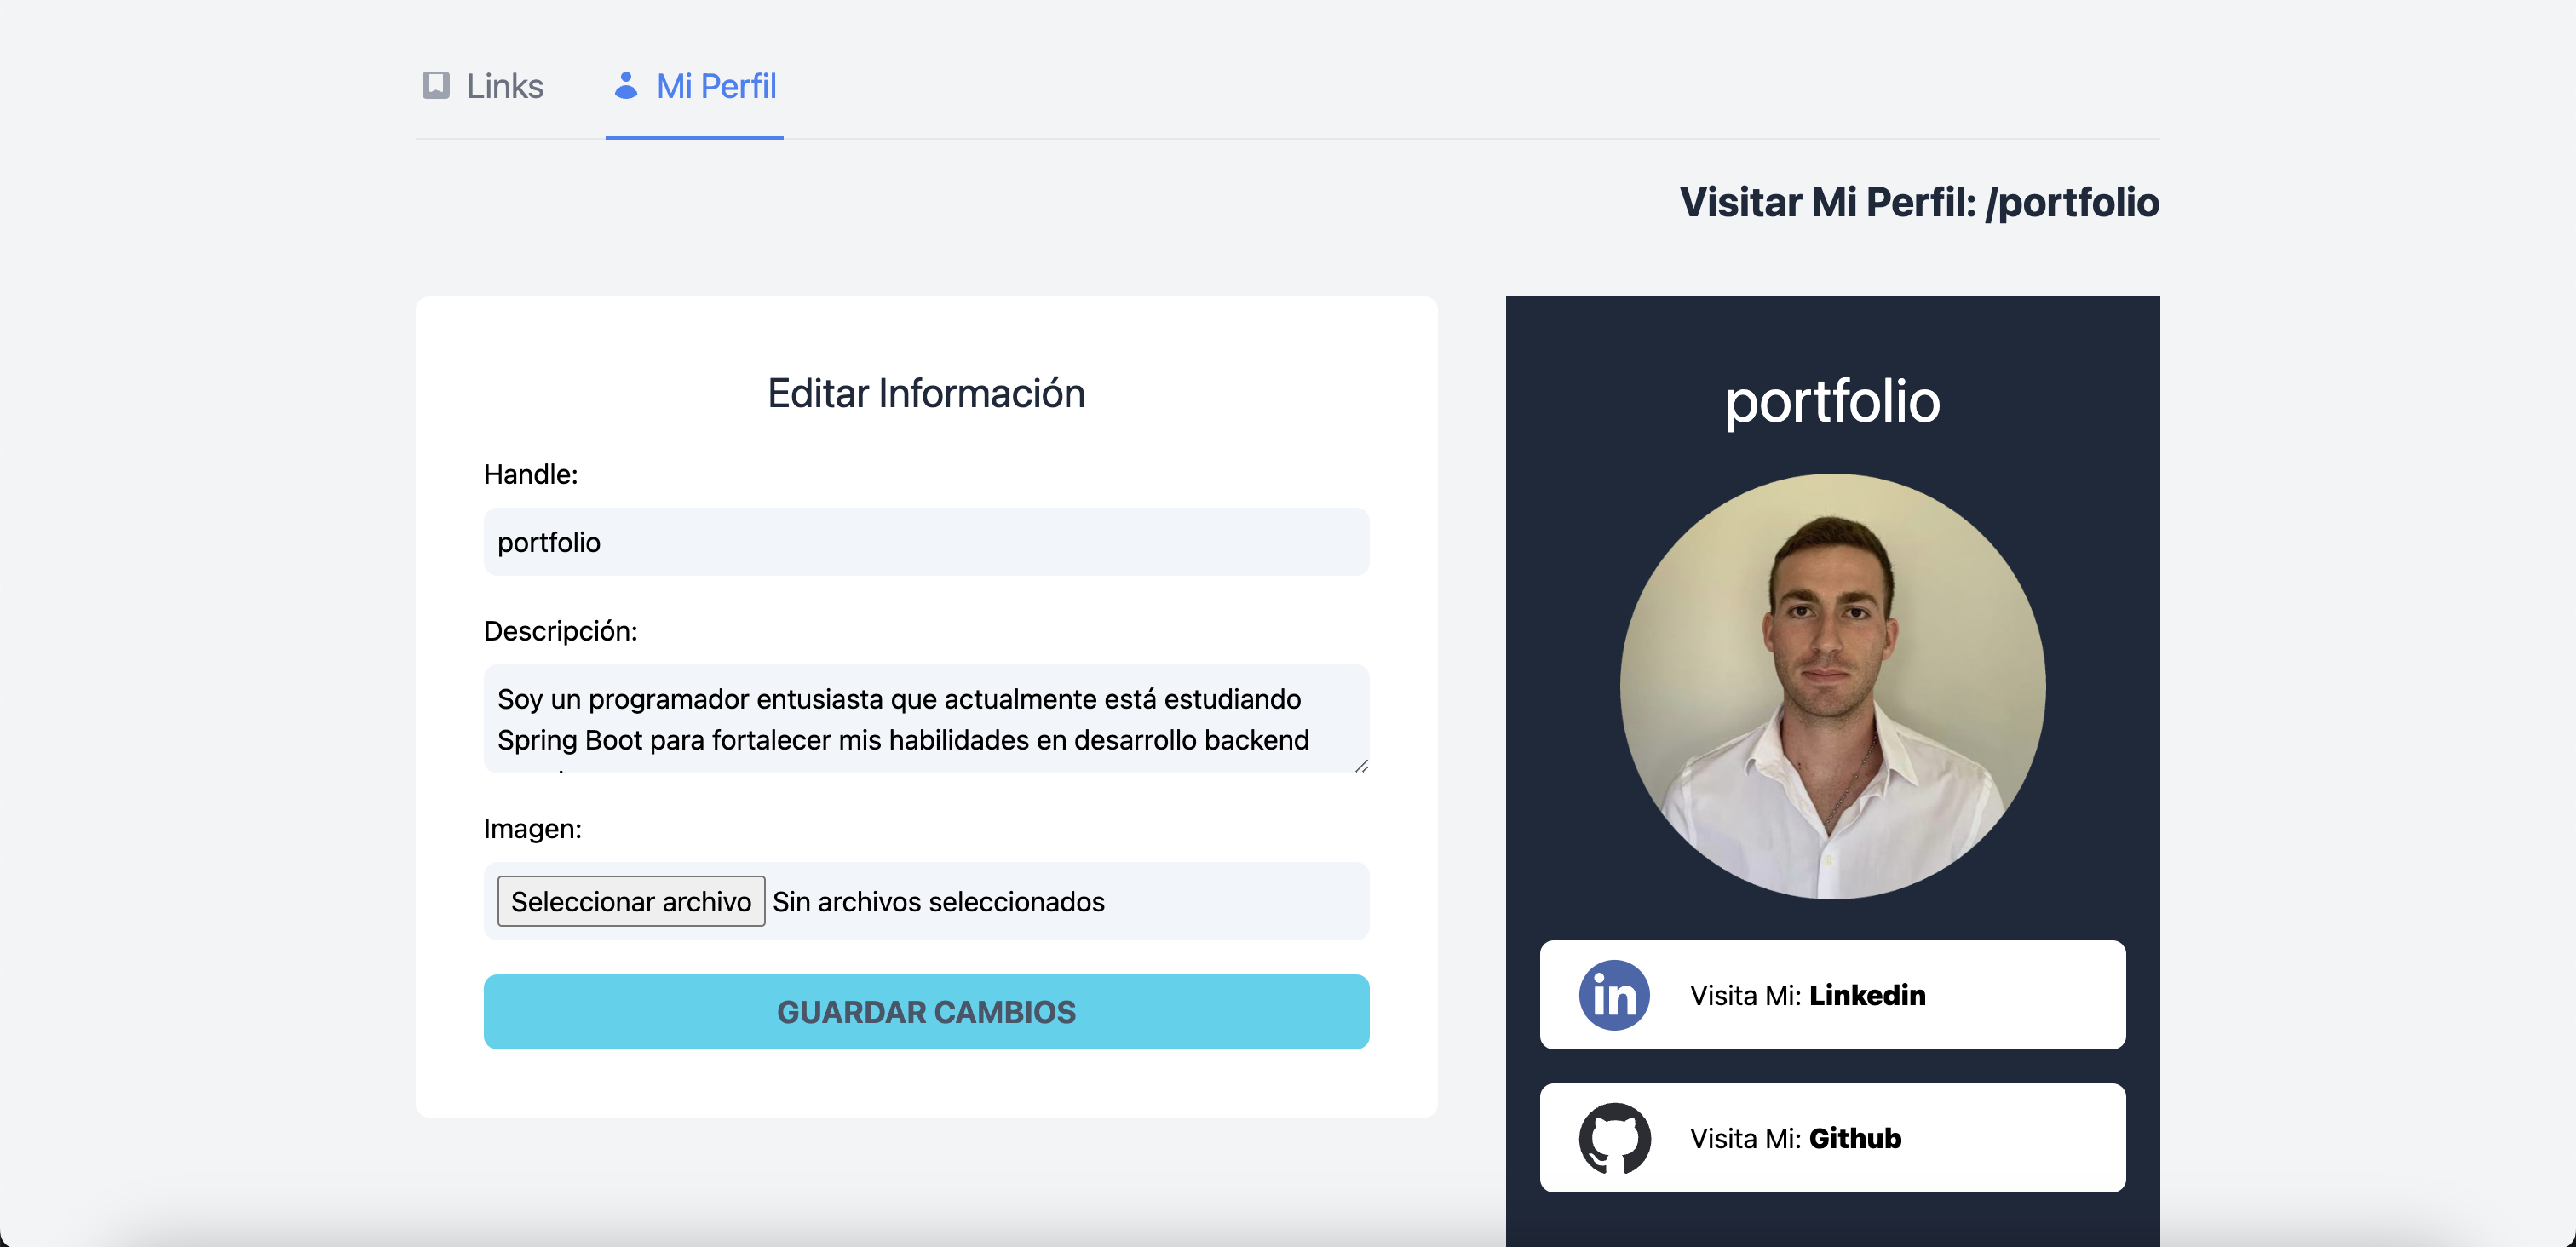 Links
Mi Perfil
Visitar Mi Perfil: /portfolio
Editar Información
Handle:
portfolio
Descripción:
Soy un programador entusiasta que actualmente está estudiando
Spring Boot para fortalecer mis habilidades en desarrollo backend
Imagen:
Seleccionar archivo Sin archivos seleccionados
GUARDAR CAMBIOS
portfolio
in
Visita Mi: Linkedin
Visita Mi: Github